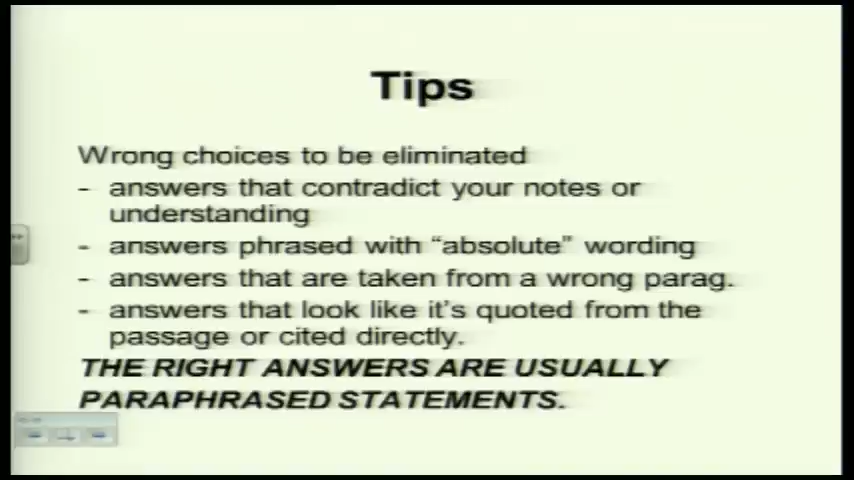 Tips
Wrong choices to be eliminated
- answers that contradict your notes or
understanding
- answers phrased with “absolute” wording
- answers that are taken from a wrong parag.
- answers that look like it's quoted from the
passage or cited directly.
THE RIGHT ANSWERS ARE USUALLY
PARAPHRASED STATEMENTS.